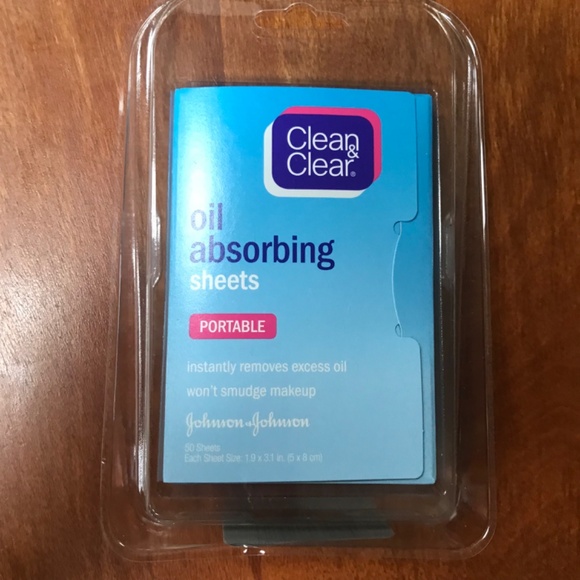 Clean &
Clear®
oil
absorbing
sheets
PORTABLE
instantly removes excess oil
won't smudge makeup
Johnson & Johnson
50 Sheets
Each Sheet Size: 1.9 x 3.1 in. (5 x 8 cm)